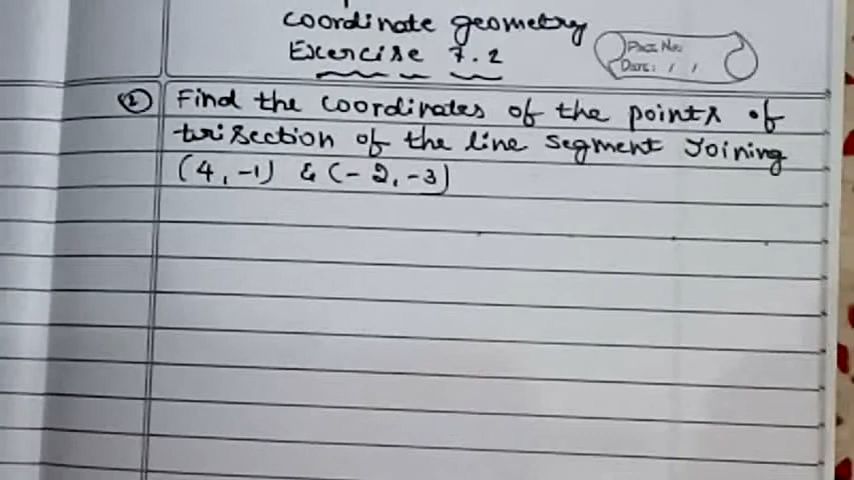 coordinate geometry
Exercise 7.2
Page No:
Date: / /
② Find the coordinates of the points of
trisection of the line segment Joining
(4, -1) & (- 2, -3)